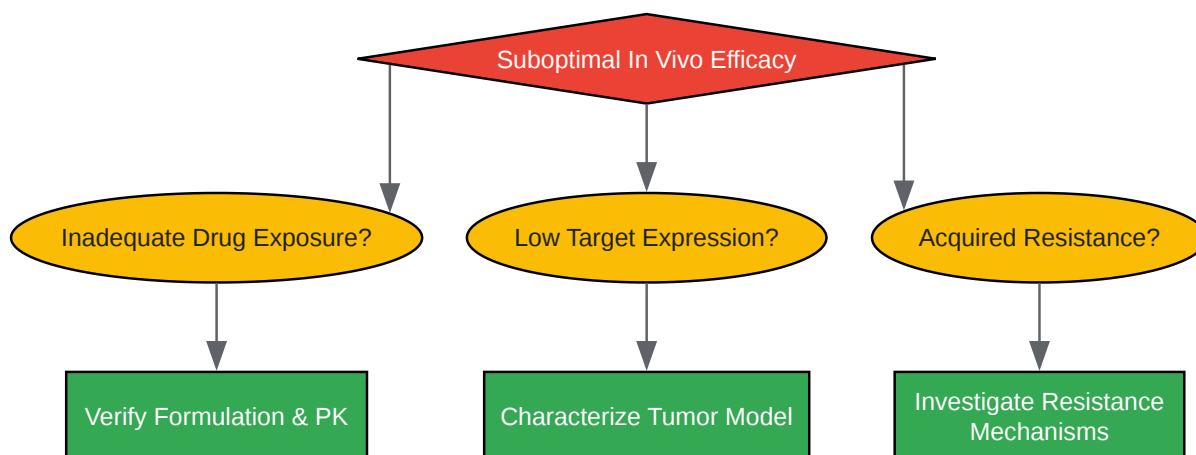 Suboptimal In Vivo Efficacy
Inadequate Drug Exposure?
Low Target Expression?
Acquired Resistance?
Verify Formulation & PK
Characterize Tumor Model
Investigate Resistance
Mechanisms